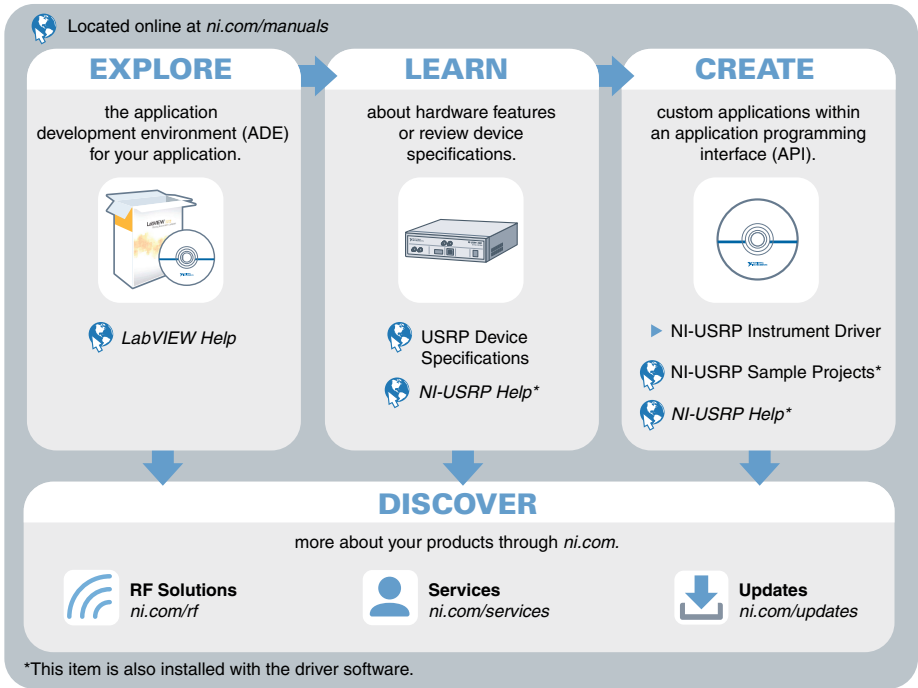 Located online at ni.com/manuals
EXPLORE
the application
development environment (ADE)
for your application.
LabVIEW
LabVIEW Help
LEARN
about hardware features
or review device
specifications.
USRP Device
Specifications
NI-USRP Help*
CREATE
custom applications within
an application programming
interface (API).
NI-USRP Instrument Driver
NI-USRP Sample Projects*
NI-USRP Help*
DISCOVER
more about your products through ni.com.
RF Solutions
ni.com/rf
Services
ni.com/services
Updates
ni.com/updates
*This item is also installed with the driver software.